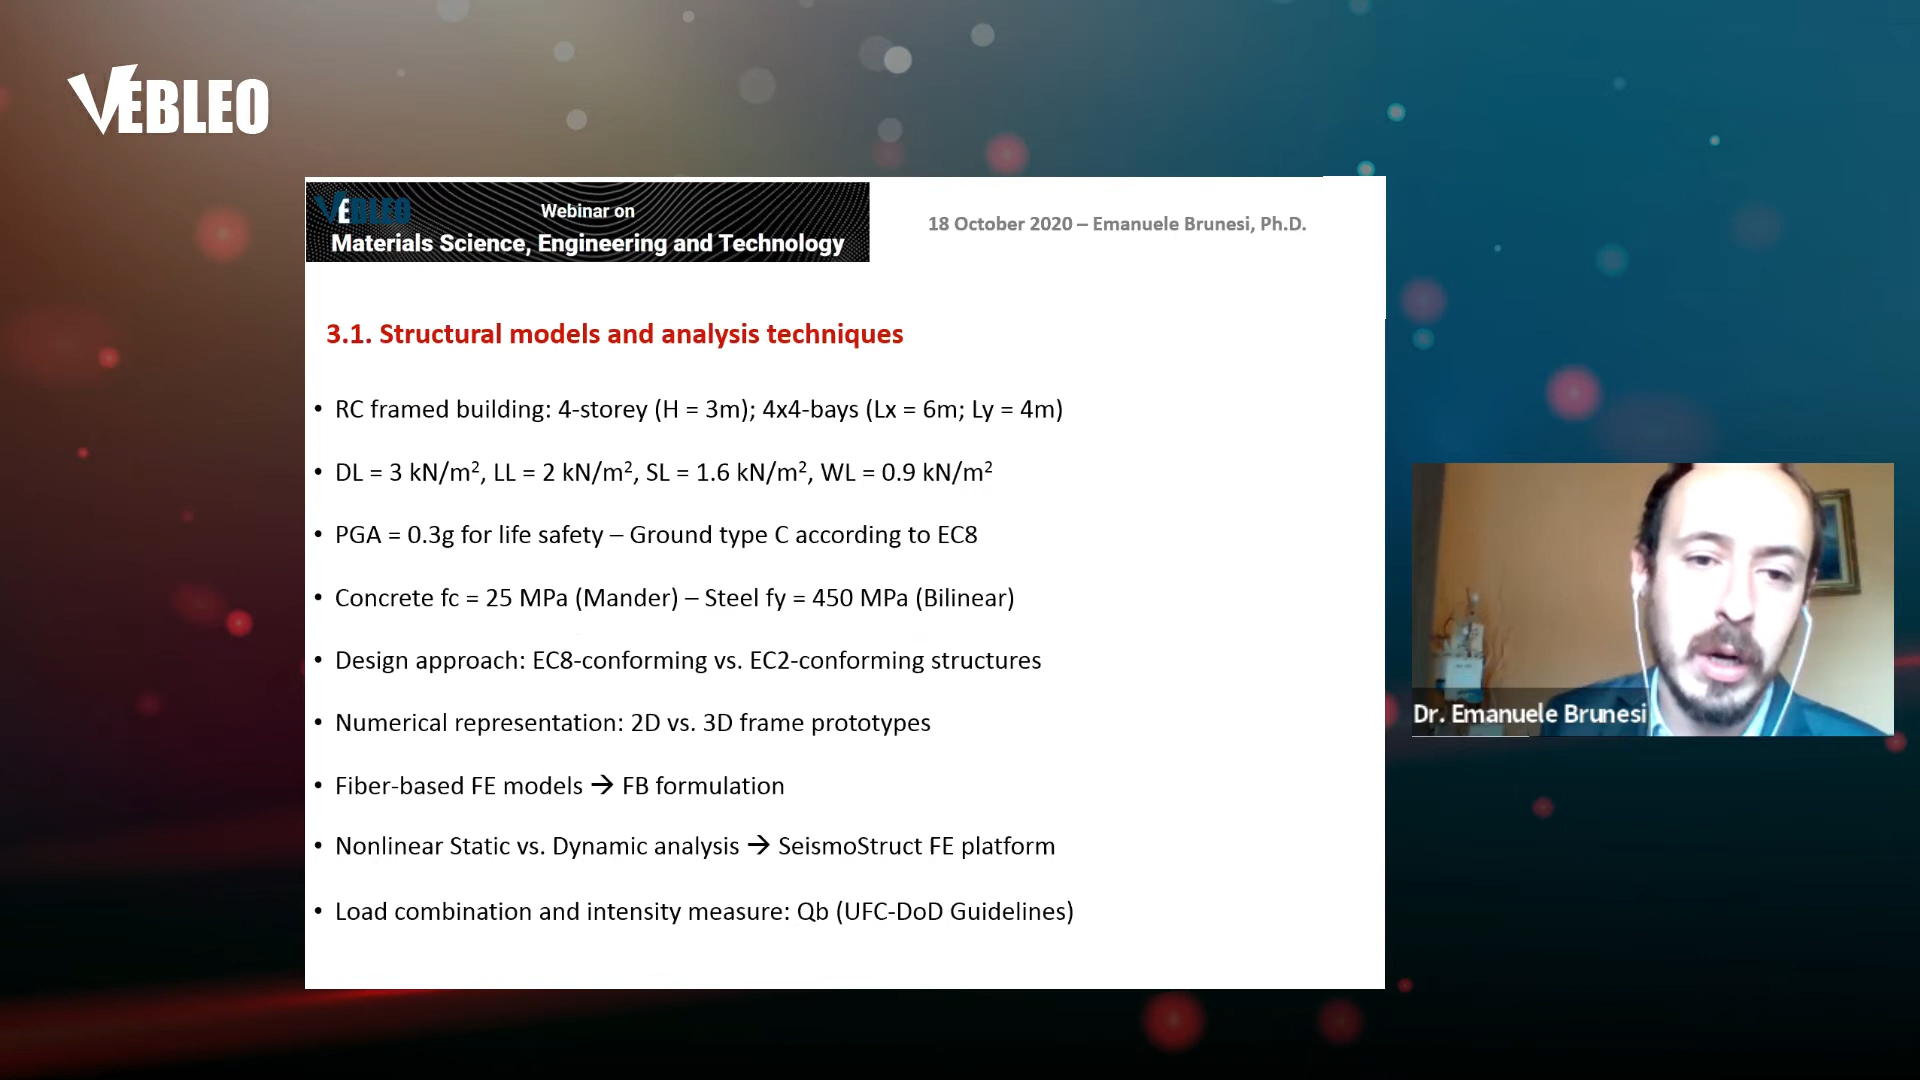 VEBLEO
VEBLEO
Webinar on
Materials Science, Engineering and Technology
18 October 2020 – Emanuele Brunesi, Ph.D.
3.1. Structural models and analysis techniques
• RC framed building: 4-storey (H = 3m); 4x4-bays (Lx = 6m; Ly = 4m)
• DL = 3 kN/m², LL = 2 kN/m², SL = 1.6 kN/m², WL = 0.9 kN/m²
• PGA = 0.3g for life safety – Ground type C according to EC8
• Concrete fc = 25 MPa (Mander) – Steel fy = 450 MPa (Bilinear)
• Design approach: EC8-conforming vs. EC2-conforming structures
• Numerical representation: 2D vs. 3D frame prototypes
• Fiber-based FE models → FB formulation
• Nonlinear Static vs. Dynamic analysis → SeismoStruct FE platform
• Load combination and intensity measure: Qb (UFC-DoD Guidelines)
Dr. Emanuele Brunesi